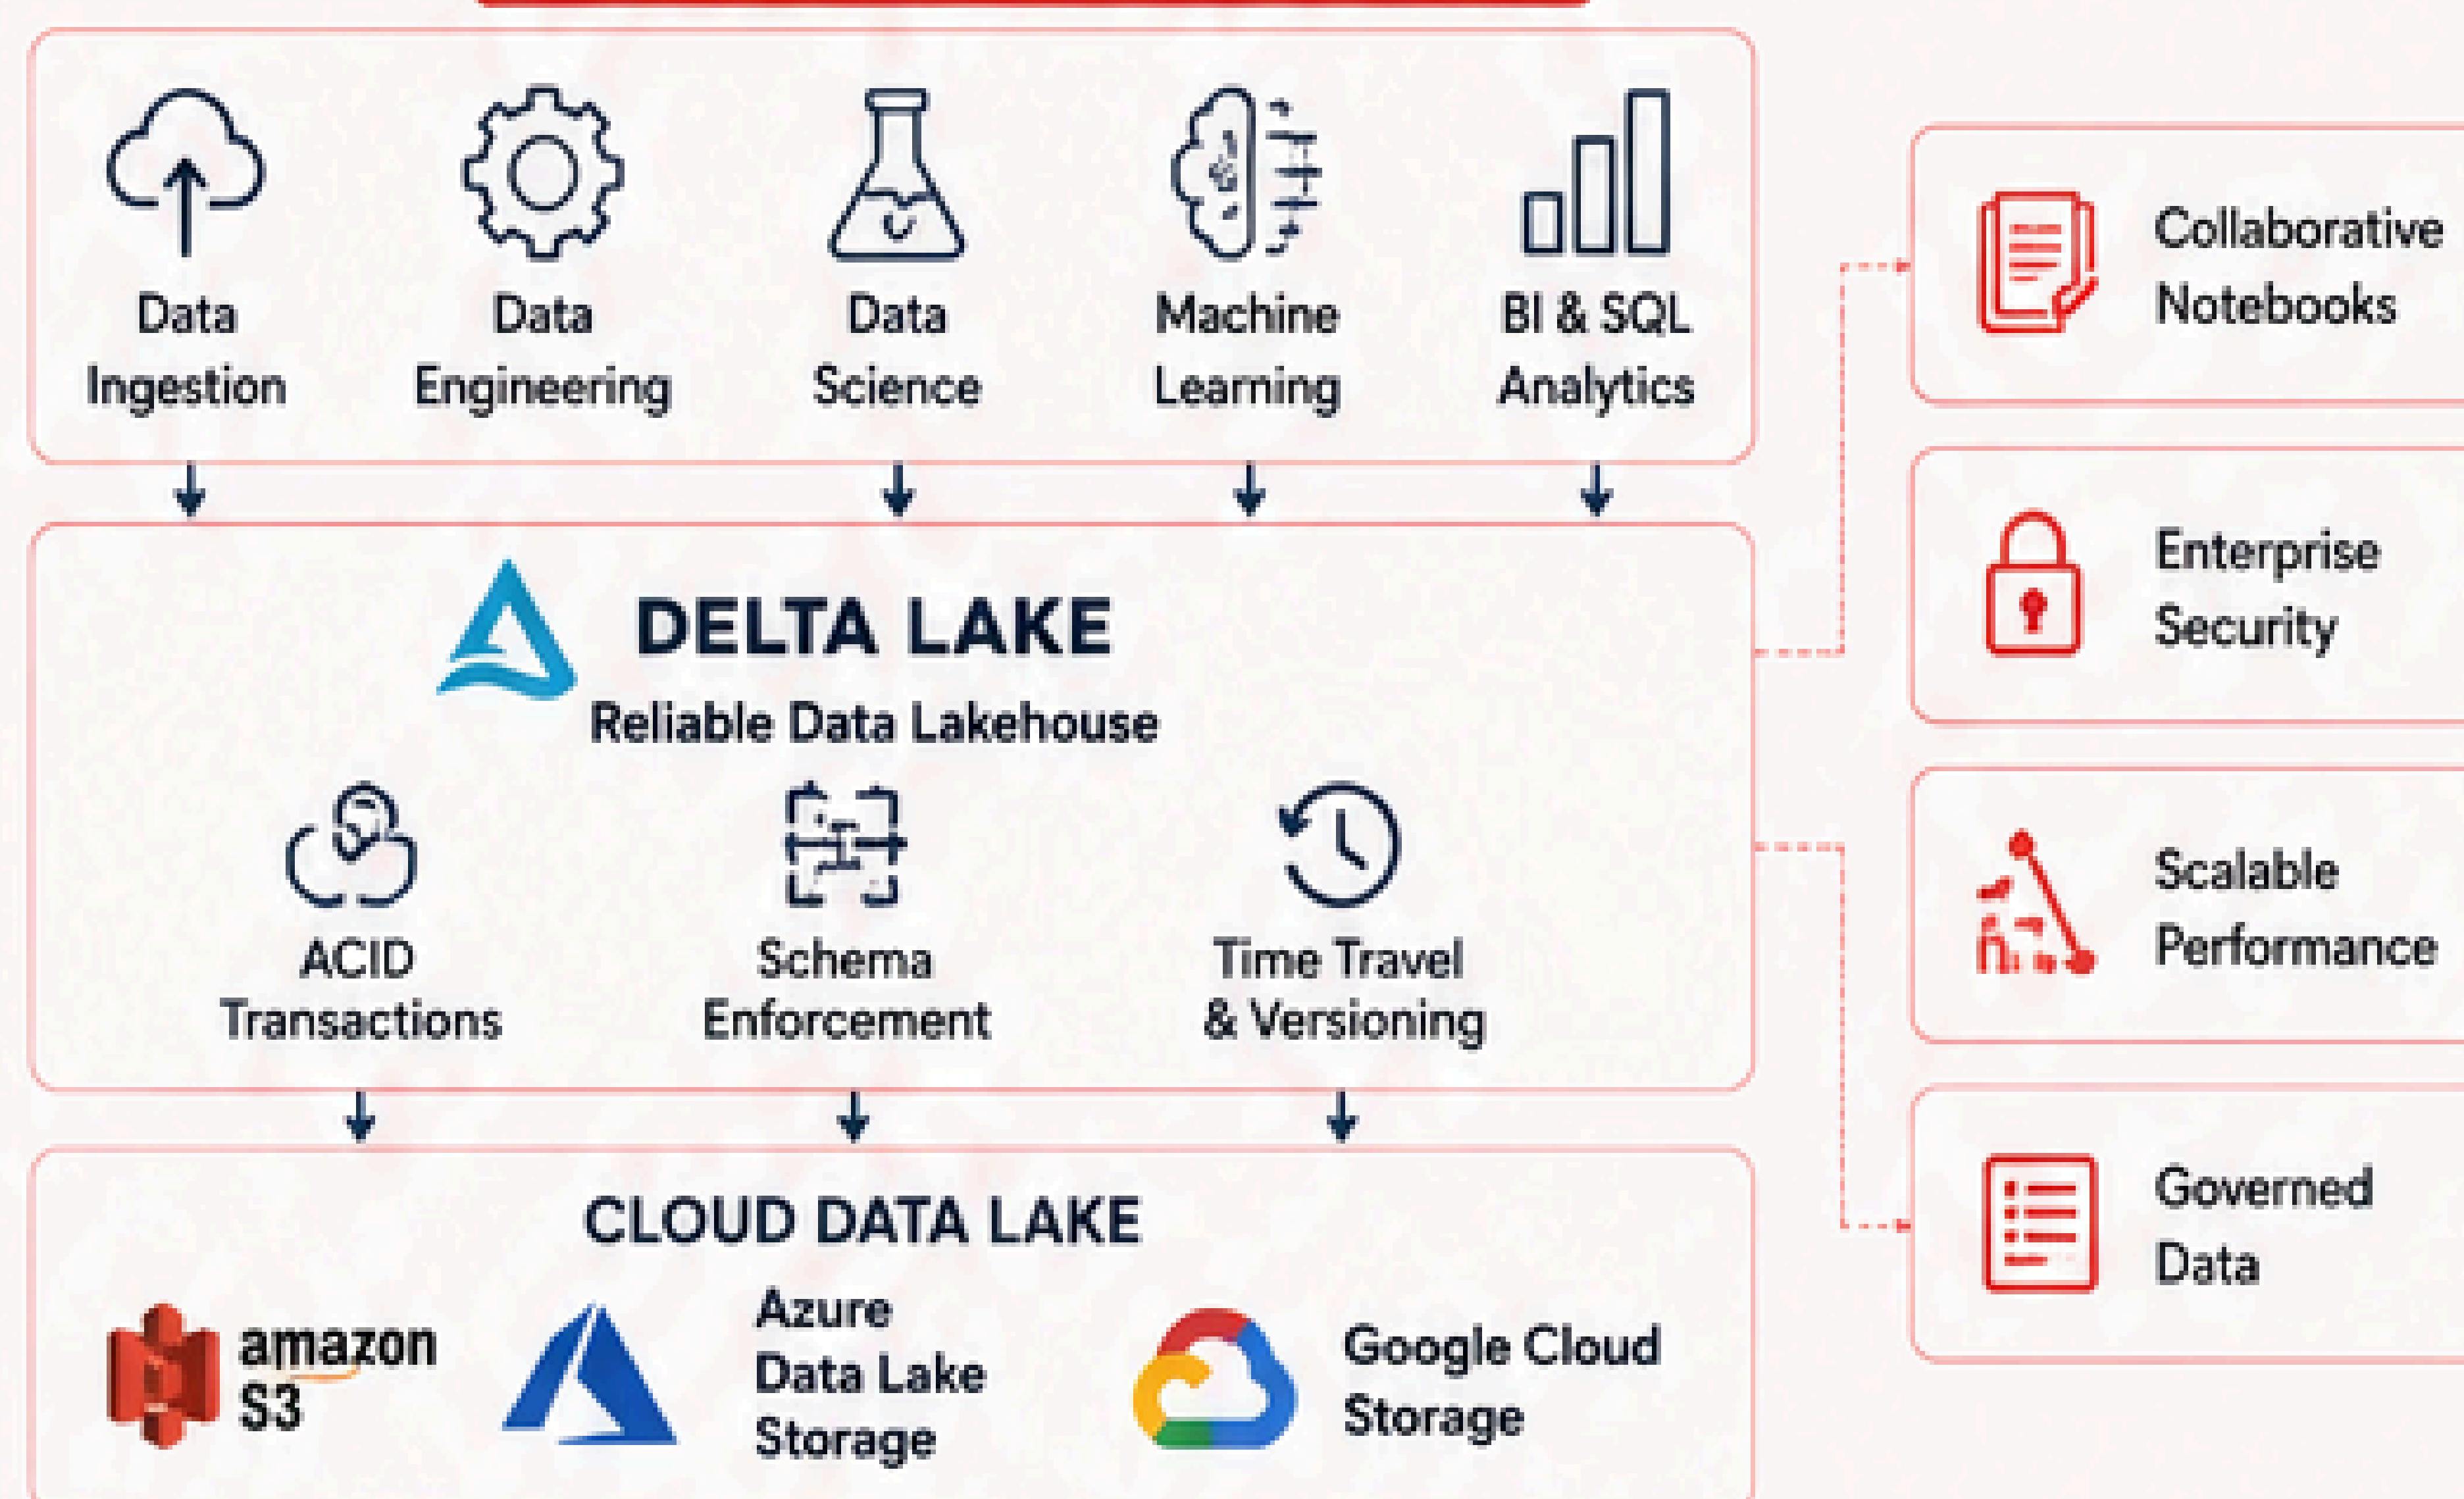 Data
Ingestion
Data
Engineering
Data
Science
Machine
Learning
BI & SQL
Analytics
DELTA LAKE
Reliable Data Lakehouse
ACID
Transactions
Schema
Enforcement
Time Travel
& Versioning
CLOUD DATA LAKE
amazon
S3
Azure
Data Lake
Storage
Google Cloud
Storage
Collaborative
Notebooks
Enterprise
Security
Scalable
Performance
Governed
Data